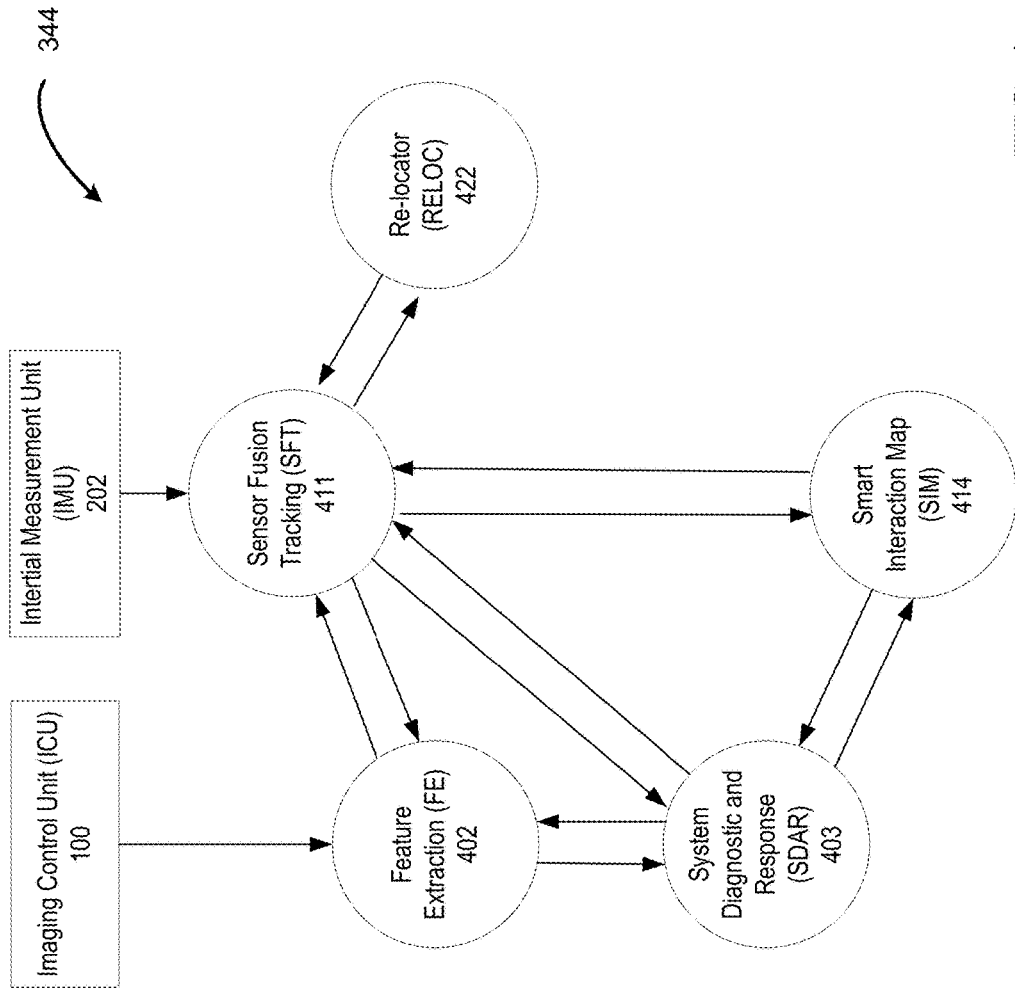 344
Imaging Control Unit (ICU)
100
Intertial Measurement Unit
(IMU)
202
Feature
Extraction (FE)
402
Sensor Fusion
Tracking (SFT)
411
Re-locator
(RELOC)
422
System
Diagnostic and
Response
(SDAR)
403
Smart
Interaction Map
(SIM)
414